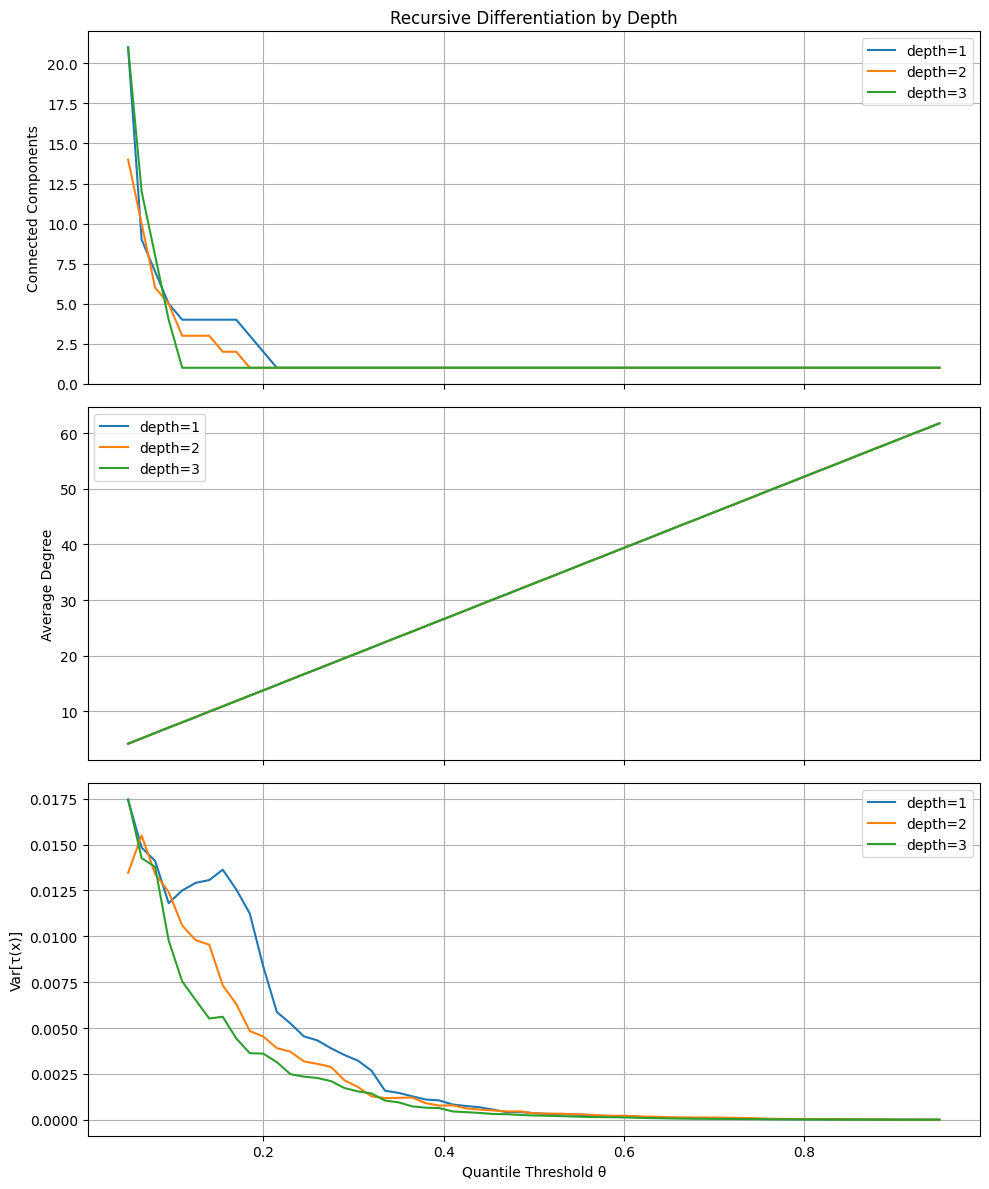 Recursive Differentiation by Depth
20.0
17.5
15.0
12.5
10.0
7.5
5.0
2.5
0.0
Connected Components
depth=1
depth=2
depth=3
60
50
40
30
20
10
Average Degree
depth=1
depth=2
depth=3
0.0175
0.0150
0.0125
0.0100
0.0075
0.0050
0.0025
0.0000
Var[τ(x)]
depth=1
depth=2
depth=3
0.2 0.4 0.6 0.8
Quantile Threshold θ